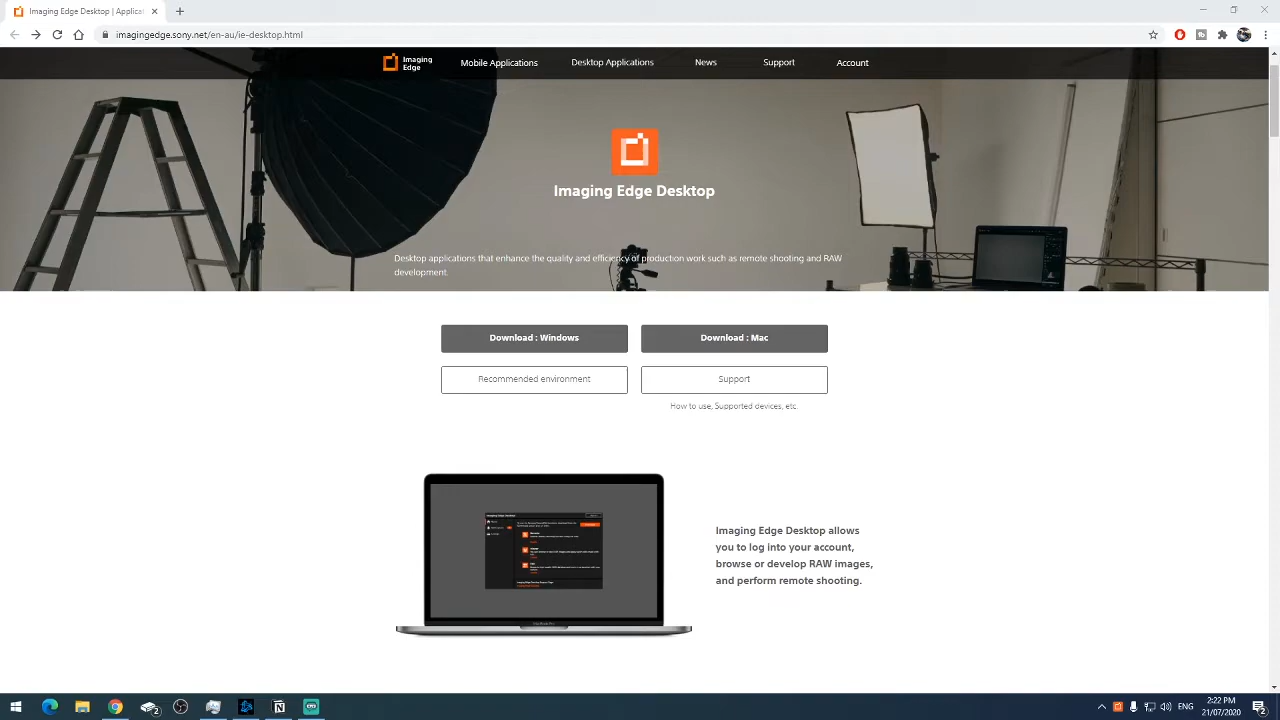 Imaging Edge Desktop | Applicat
imagingedge.sony.net/en-au/ie-desktop.html
Imaging
Edge
Mobile Applications
Desktop Applications
News
Support
Account
Imaging Edge Desktop
Desktop applications that enhance the quality and efficiency of production work such as remote shooting and RAW
development.
Download : Windows
Download : Mac
Recommended environment
Support
How to use, Supported devices, etc.
Imaging Edge Desktop allows
you to log into your account,
browse or develop RAW images,
and perform remote shooting.
ENG
2:22 PM
21/07/2020
2